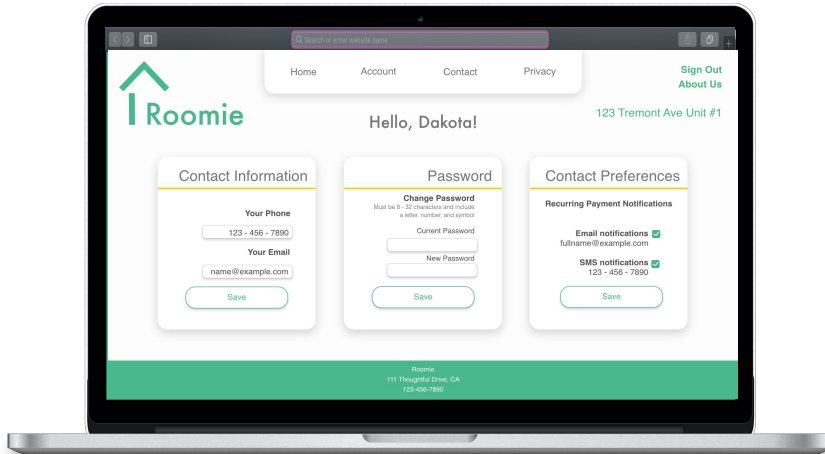 Search or enter website name
Home Account Contact Privacy
Sign Out
About Us
Roomie
Hello, Dakota!
123 Tremont Ave Unit #1
Contact Information
Your Phone
123 - 456 - 7890
Your Email
name@example.com
Save
Password
Change Password
Must be 8 - 32 characters and include
a letter, number, and symbol
Current Password
New Password
Save
Contact Preferences
Recurring Payment Notifications
Email notifications
fullname@example.com
SMS notifications
123 - 456 - 7890
Save
Roomie
111 Thoughtful Drive, CA
123-456-7890